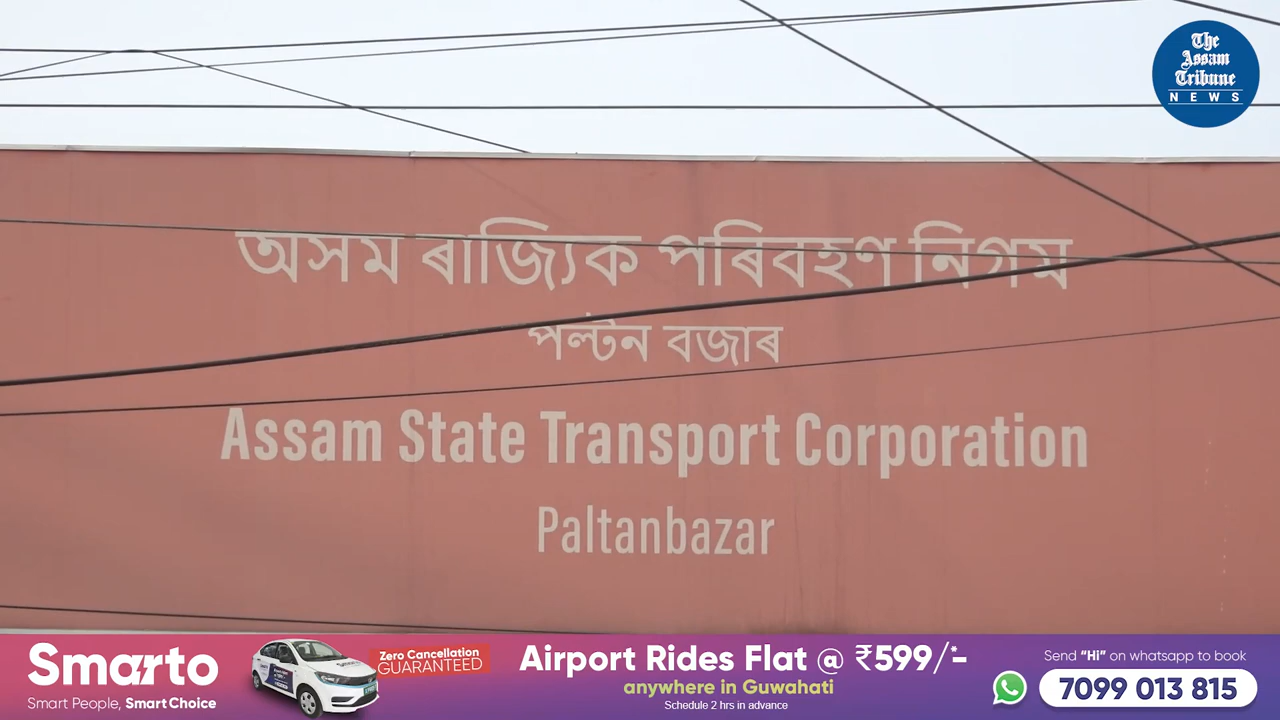 The
Assam
Tribune
NEWS
অসম ৰাজ্যিক পৰিবহণ নিগম
পল্টন বজাৰ
Assam State Transport Corporation
Paltanbazar
Smarto
Smart People, Smart Choice
Zero Cancellation
GUARANTEED
Airport Rides Flat @ ₹599/*-
anywhere in Guwahati
Schedule 2 hrs in advance
Send “Hi” on whatsapp to book
7099 013 815